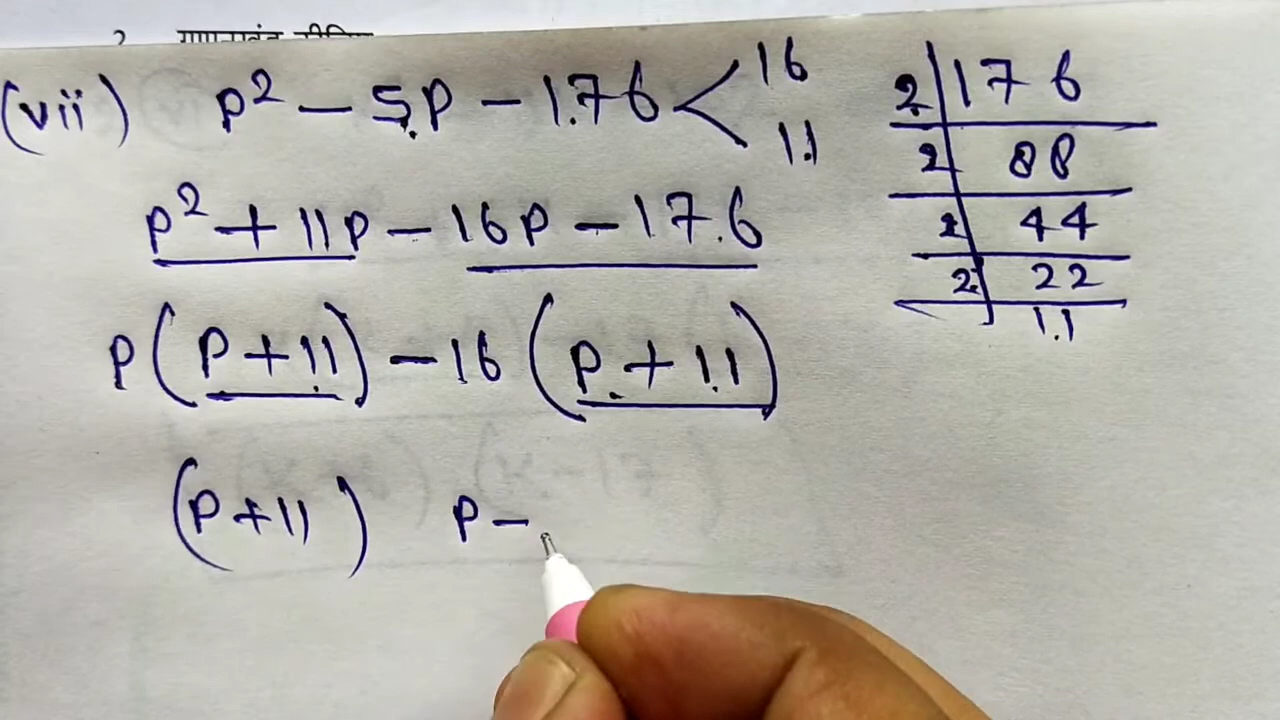 (vii) p² - 5p - 176 < 16
11
p² + 11p - 16p - 176
p(p + 11) - 16(p + 11)
(p + 11) p -
2 | 176
2 | 88
2 | 44
2 | 22
11